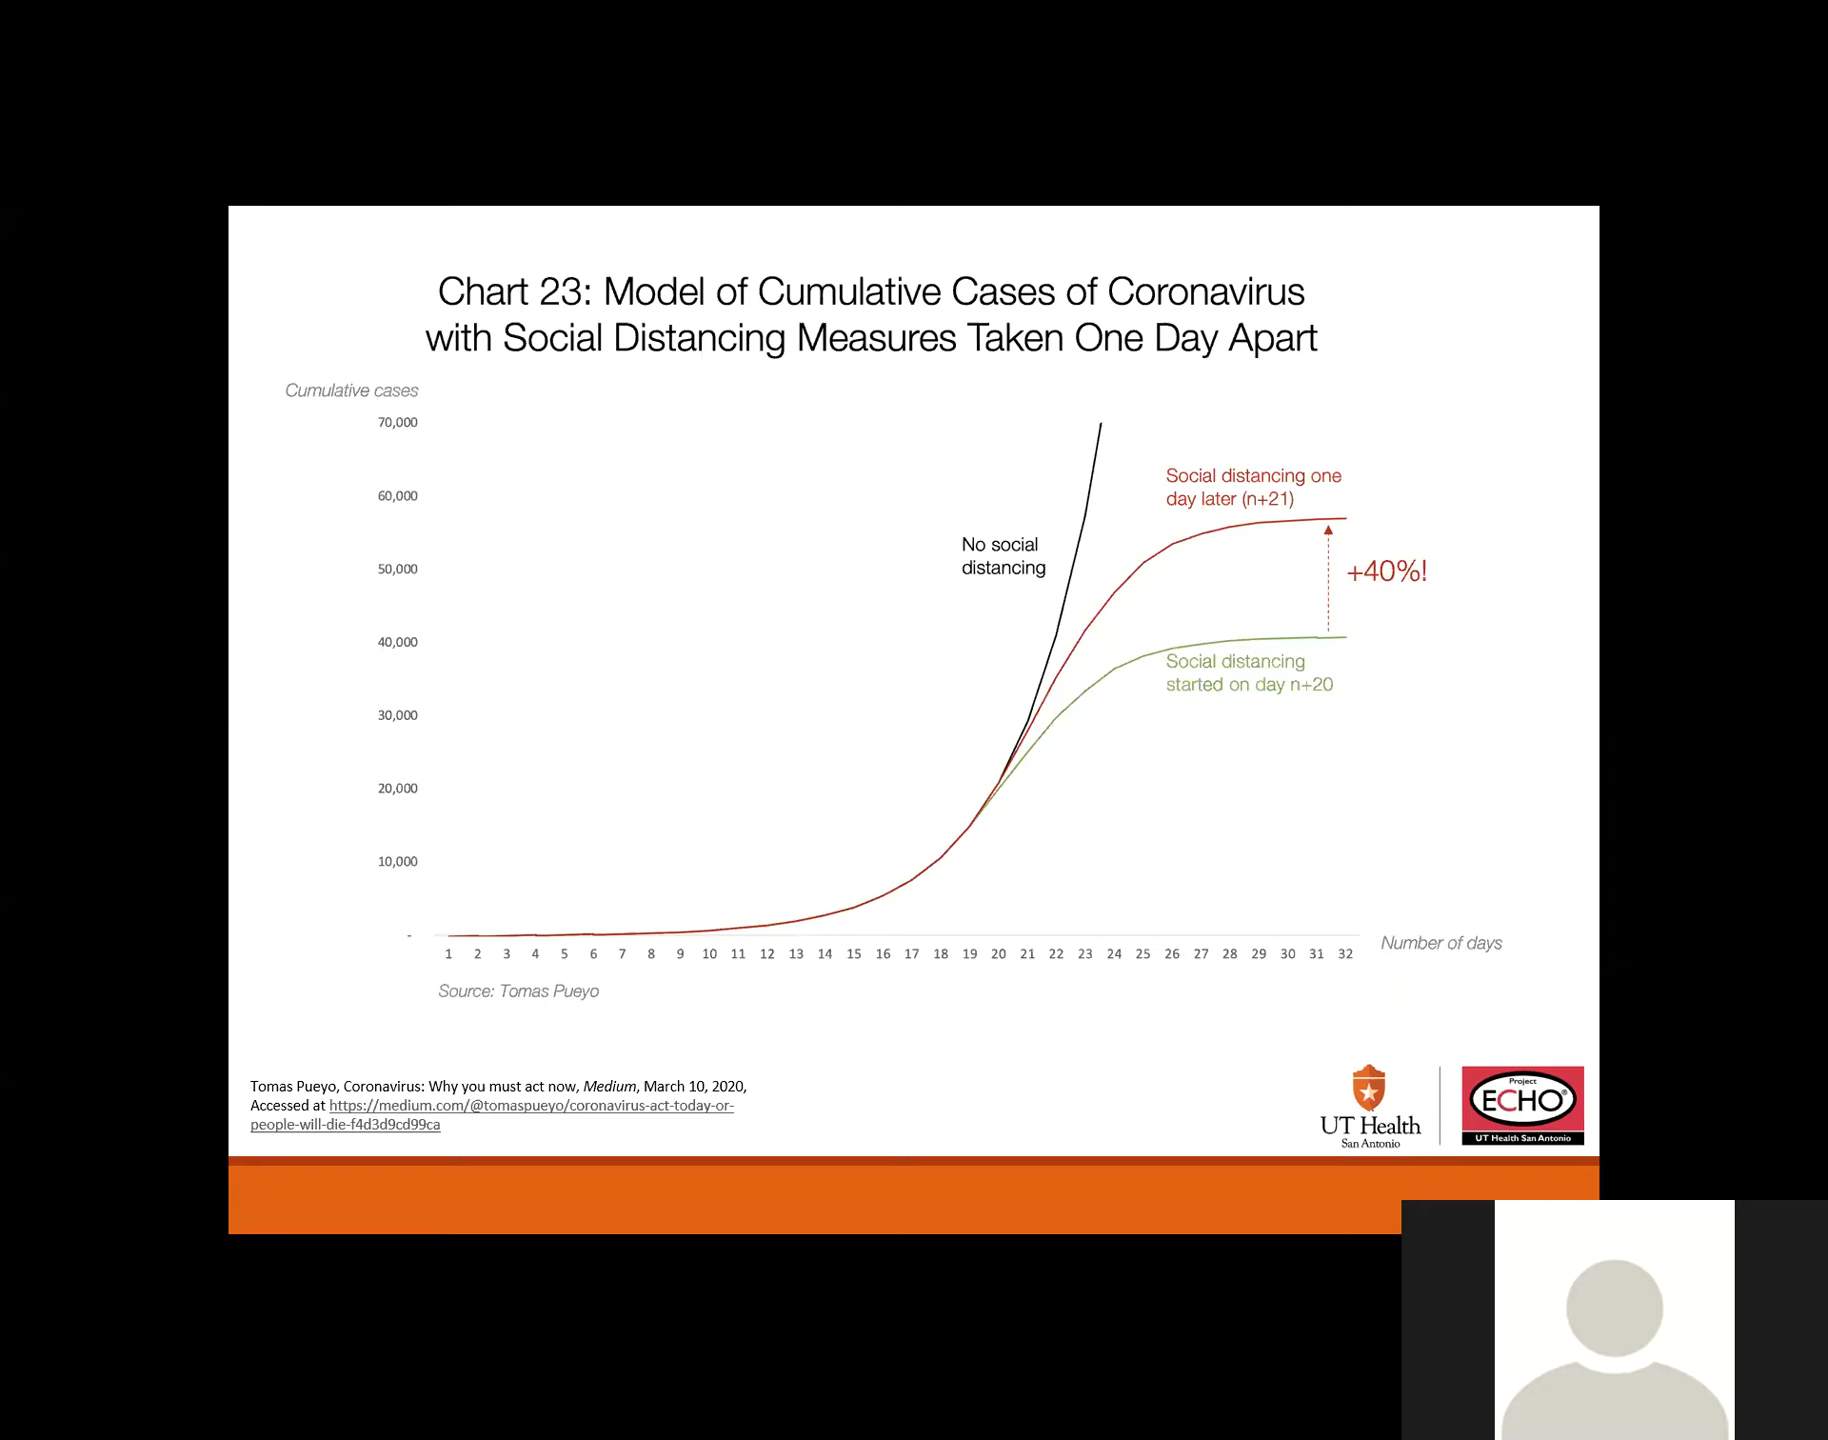 Chart 23: Model of Cumulative Cases of Coronavirus
with Social Distancing Measures Taken One Day Apart
Cumulative cases
70,000
60,000
50,000
40,000
30,000
20,000
10,000
-
No social
distancing
Social distancing one
day later (n+21)
+40%!
Social distancing
started on day n+20
1 2 3 4 5 6 7 8 9 10 11 12 13 14 15 16 17 18 19 20 21 22 23 24 25 26 27 28 29 30 31 32
Number of days
Source: Tomas Pueyo
Tomas Pueyo, Coronavirus: Why you must act now, Medium, March 10, 2020,
Accessed at https://medium.com/@tomaspueyo/coronavirus-act-today-or-
people-will-die-f4d3d9cd99ca
UT Health
San Antonio
Project
ECHO®
UT Health San Antonio